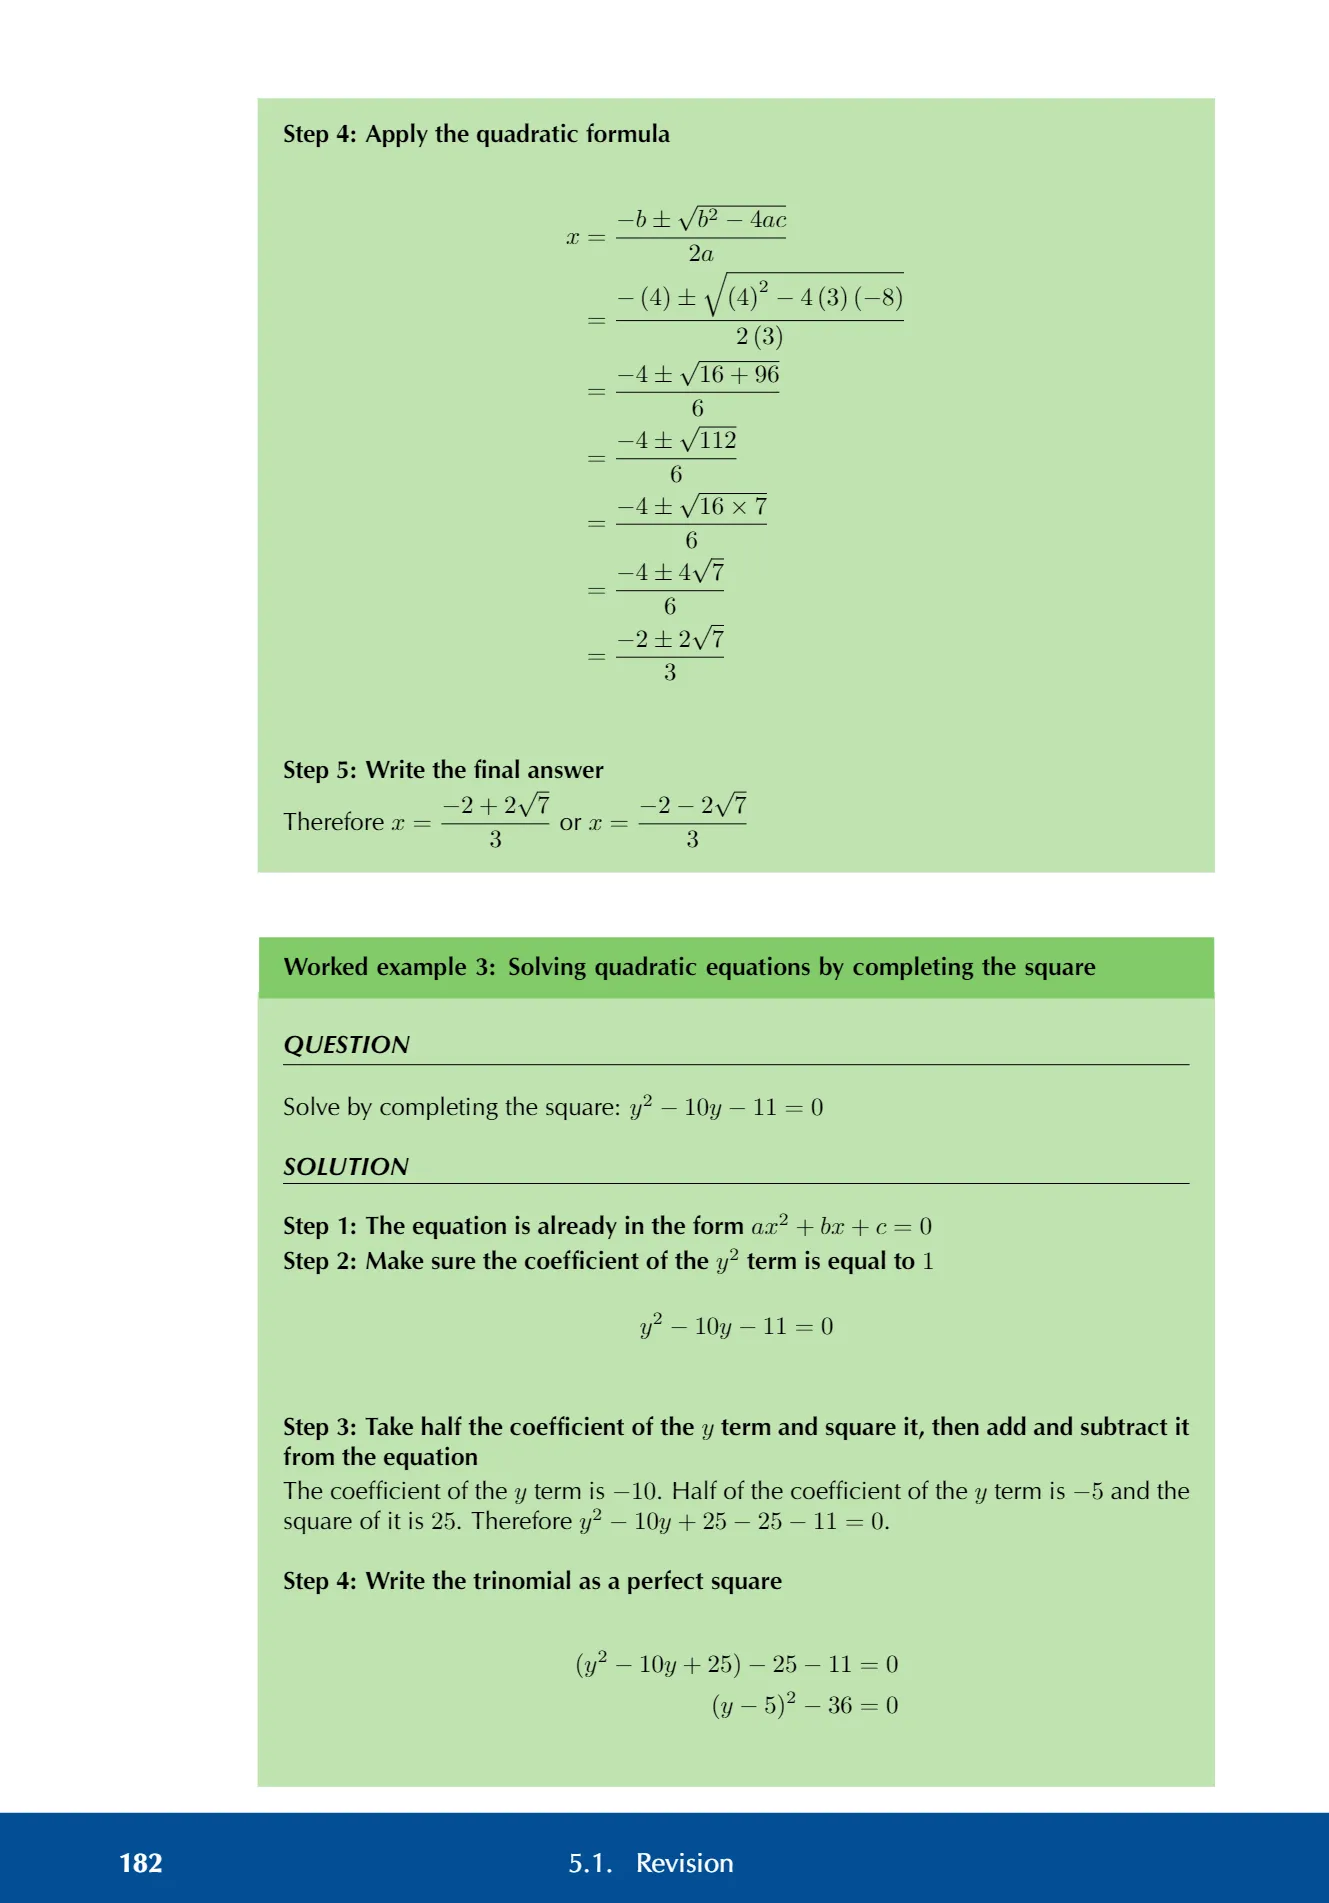 Step 4: Apply the quadratic formula
x = \frac{-b \pm \sqrt{b^2 - 4ac}}{2a}
= \frac{-(4) \pm \sqrt{(4)^2 - 4(3)(-8)}}{2(3)}
= \frac{-4 \pm \sqrt{16 + 96}}{6}
= \frac{-4 \pm \sqrt{112}}{6}
= \frac{-4 \pm \sqrt{16 \times 7}}{6}
= \frac{-4 \pm 4\sqrt{7}}{6}
= \frac{-2 \pm 2\sqrt{7}}{3}
Step 5: Write the final answer
Therefore x = \frac{-2 + 2\sqrt{7}}{3} or x = \frac{-2 - 2\sqrt{7}}{3}
Worked example 3: Solving quadratic equations by completing the square
QUESTION
Solve by completing the square: y² − 10y − 11 = 0
SOLUTION
Step 1: The equation is already in the form ax² + bx + c = 0
Step 2: Make sure the coefficient of the y² term is equal to 1
y² − 10y − 11 = 0
Step 3: Take half the coefficient of the y term and square it, then add and subtract it
from the equation
The coefficient of the y term is −10. Half of the coefficient of the y term is −5 and the
square of it is 25. Therefore y² − 10y + 25 − 25 − 11 = 0.
Step 4: Write the trinomial as a perfect square
(y² − 10y + 25) − 25 − 11 = 0
(y − 5)² − 36 = 0
182 5.1. Revision